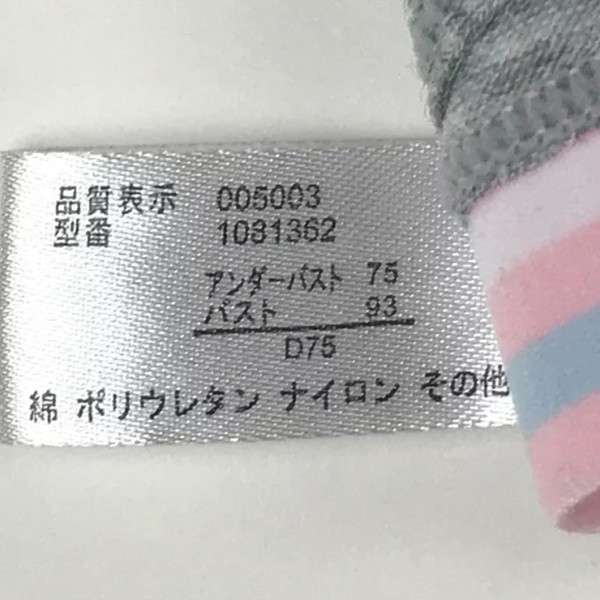 品質表示 005003
型番 1081362
アンダーバスト 75
バスト 93
D75
綿 ポリウレタン ナイロン その他